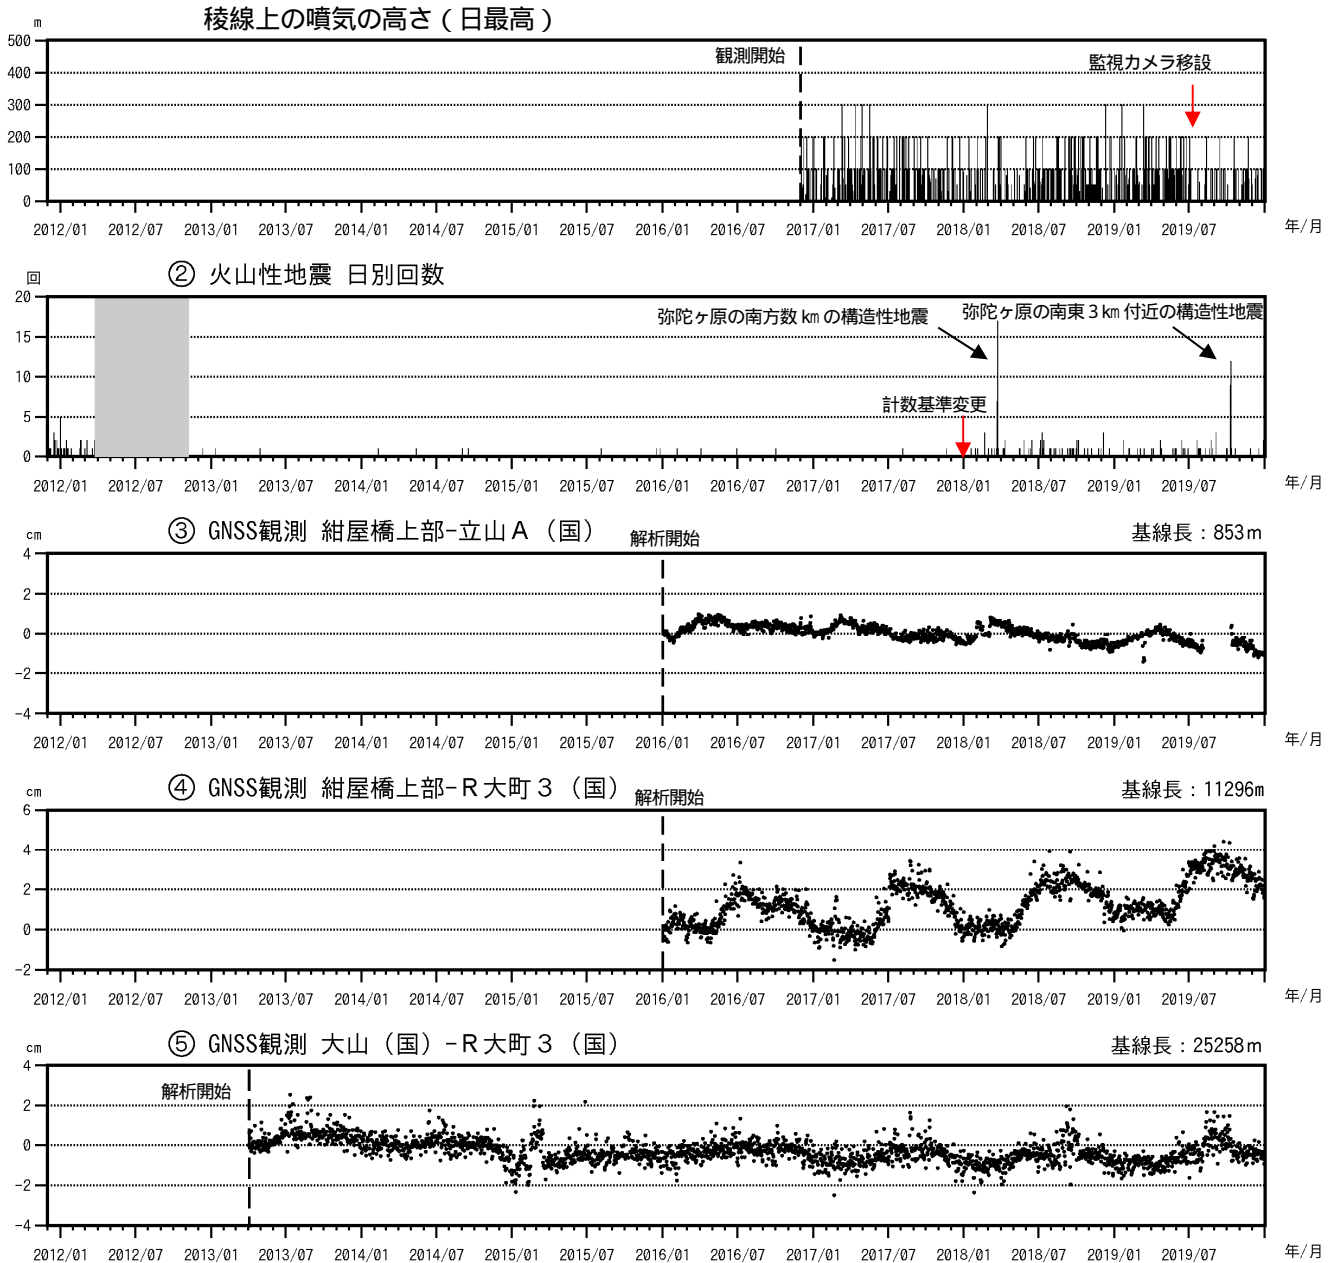 稜線上の噴気の高さ(日最高)
m
500
400
300
200
100
0
観測開始
監視カメラ移設
2012/01 2012/07 2013/01 2013/07 2014/01 2014/07 2015/01 2015/07 2016/01 2016/07 2017/01 2017/07 2018/01 2018/07 2019/01 2019/07 年/月
② 火山性地震 日別回数
回
20
15
10
5
0
弥陀ヶ原の南方数kmの構造性地震
弥陀ヶ原の南東3km付近の構造性地震
計数基準変更
2012/01 2012/07 2013/01 2013/07 2014/01 2014/07 2015/01 2015/07 2016/01 2016/07 2017/01 2017/07 2018/01 2018/07 2019/01 2019/07 年/月
③ GNSS観測 紺屋橋上部-立山A(国) 解析開始 基線長:853m
cm
4
2
0
-2
-4
2012/01 2012/07 2013/01 2013/07 2014/01 2014/07 2015/01 2015/07 2016/01 2016/07 2017/01 2017/07 2018/01 2018/07 2019/01 2019/07 年/月
④ GNSS観測 紺屋橋上部-R大町3(国) 解析開始 基線長:11296m
cm
6
4
2
0
-2
2012/01 2012/07 2013/01 2013/07 2014/01 2014/07 2015/01 2015/07 2016/01 2016/07 2017/01 2017/07 2018/01 2018/07 2019/01 2019/07 年/月
⑤ GNSS観測 大山(国)-R大町3(国) 基線長:25258m
cm
4
2
0
-2
-4
解析開始
2012/01 2012/07 2013/01 2013/07 2014/01 2014/07 2015/01 2015/07 2016/01 2016/07 2017/01 2017/07 2018/01 2018/07 2019/01 2019/07 年/月